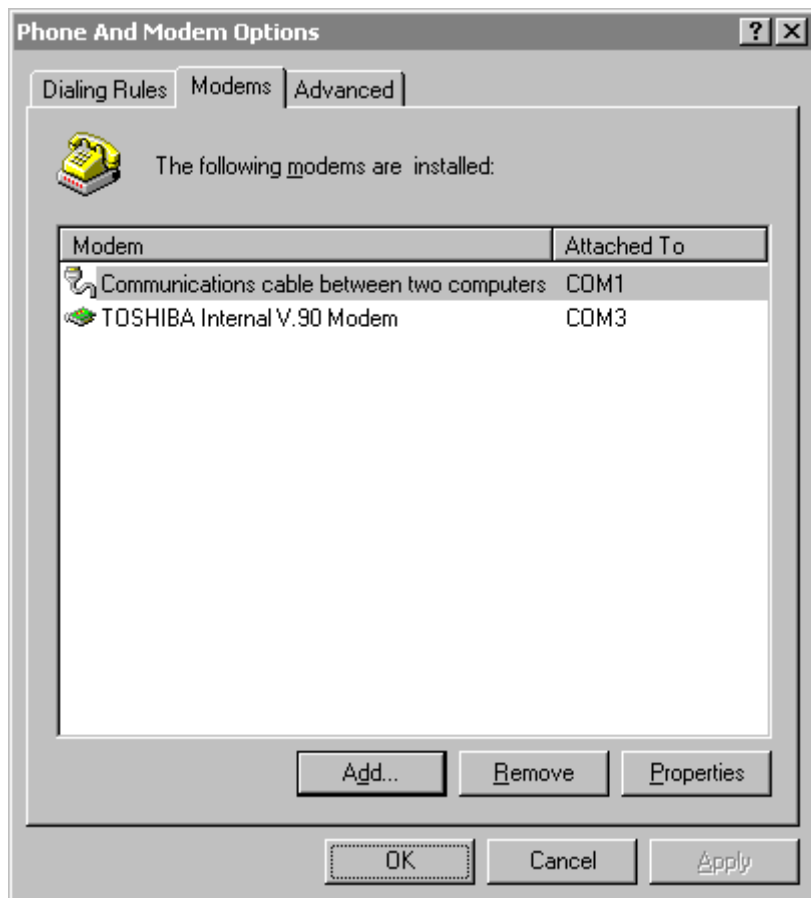 Phone And Modem Options
Dialing Rules Modems Advanced
The following modems are installed:
Modem Attached To
Communications cable between two computers COM1
TOSHIBA Internal V.90 Modem COM3
Add... Remove Properties
OK Cancel Apply